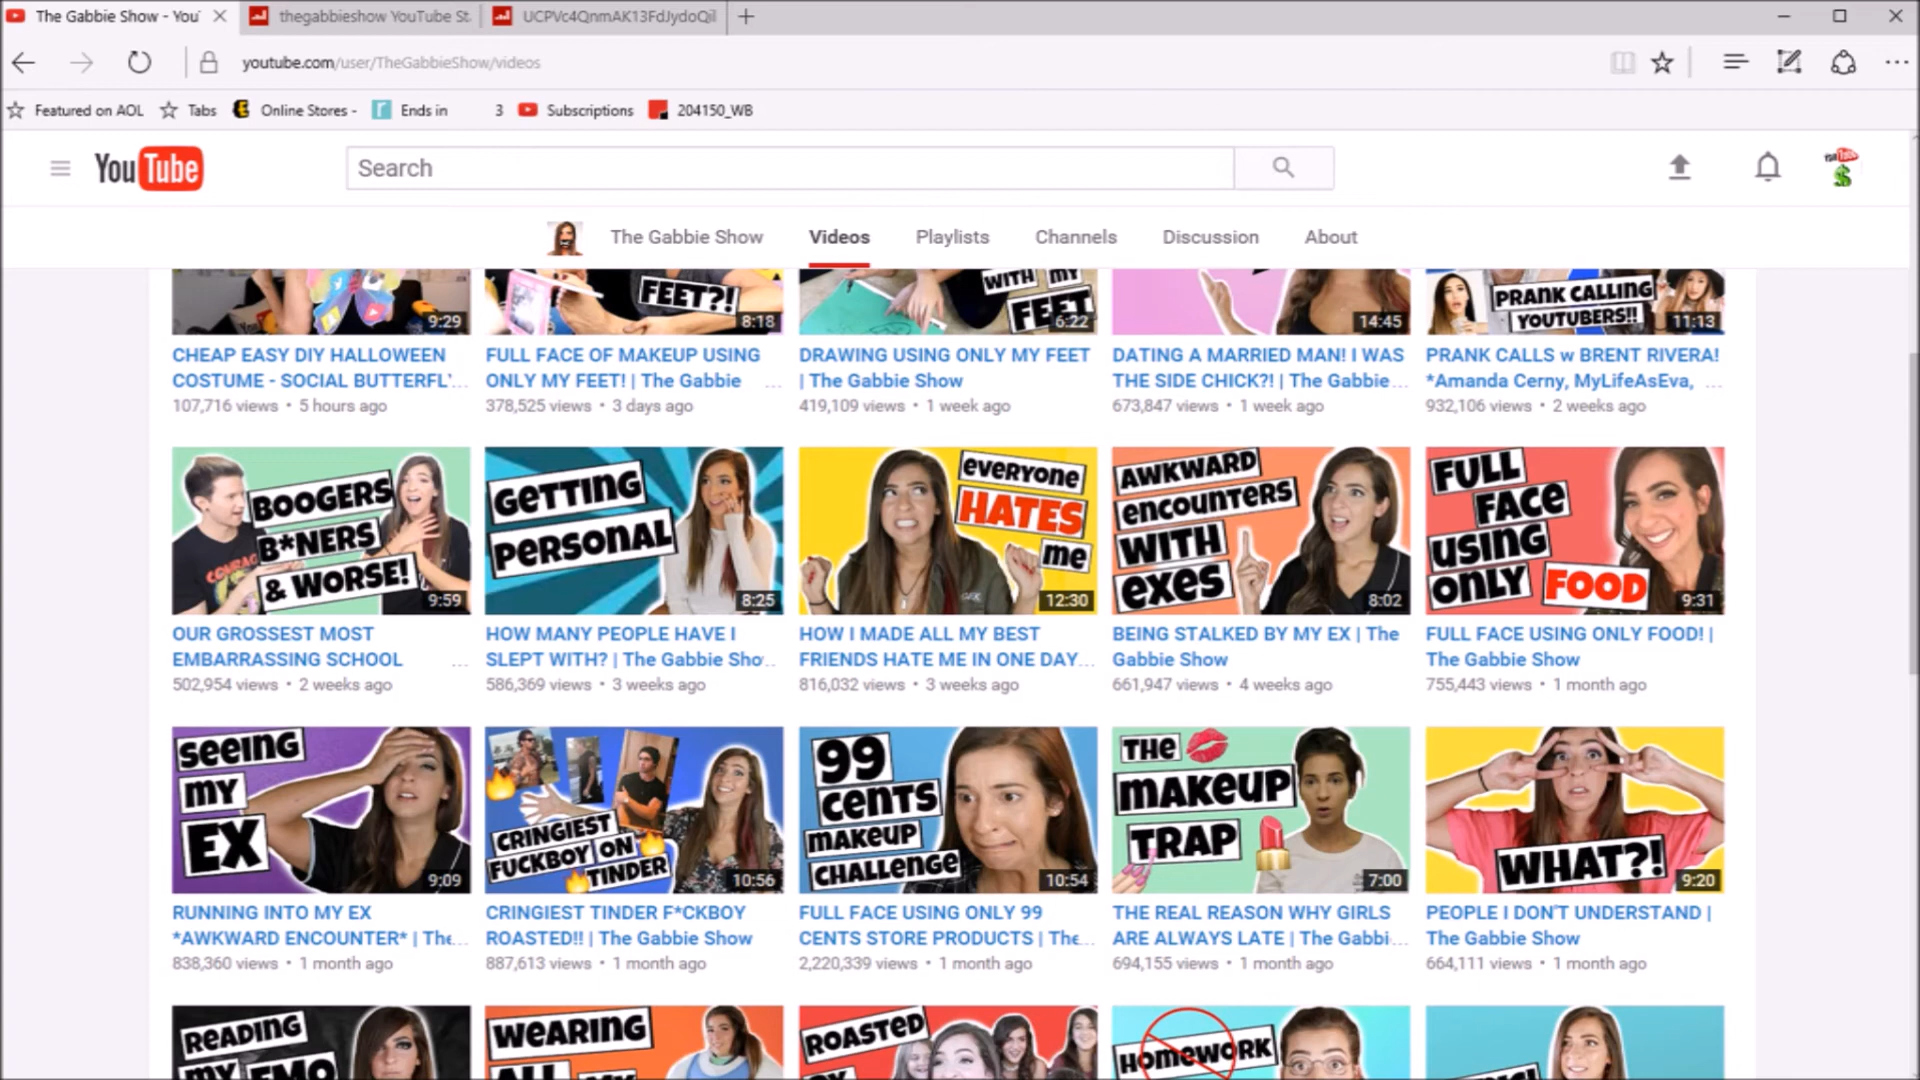 The Gabbie Show - You
thegabbieshow YouTube St
UCPVc4QnmAK13FdJydoQil
youtube.com/user/TheGabbieShow/videos
Featured on AOL
Tabs
Online Stores -
Ends in
3
Subscriptions
204150_WB
YouTube
Search
The Gabbie Show
Videos
Playlists
Channels
Discussion
About
9:29
FEET?!
8:18
WITH MY
FEET
6:22
14:45
PRANK CALLING
YOUTUBERS!!
11:13
CHEAP EASY DIY HALLOWEEN
COSTUME - SOCIAL BUTTERFLY...
107,716 views • 5 hours ago
FULL FACE OF MAKEUP USING
ONLY MY FEET! | The Gabbie ...
378,525 views • 3 days ago
DRAWING USING ONLY MY FEET
| The Gabbie Show
419,109 views • 1 week ago
DATING A MARRIED MAN! I WAS
THE SIDE CHICK?! | The Gabbie...
673,847 views • 1 week ago
PRANK CALLS w BRENT RIVERA!
*Amanda Cerny, MyLifeAsEva, ...
932,106 views • 2 weeks ago
BOOGERS
B*NERS
& WORSE!
9:59
GETTING
PERSONAL
8:25
everyone
HATES
me
12:30
AWKWARD
encounters
WITH
exes
8:02
FULL
FACE
USING
ONLY FOOD
9:31
OUR GROSSEST MOST
EMBARRASSING SCHOOL ...
502,954 views • 2 weeks ago
HOW MANY PEOPLE HAVE I
SLEPT WITH? | The Gabbie Sho...
586,369 views • 3 weeks ago
HOW I MADE ALL MY BEST
FRIENDS HATE ME IN ONE DAY...
816,032 views • 3 weeks ago
BEING STALKED BY MY EX | The
Gabbie Show
661,947 views • 4 weeks ago
FULL FACE USING ONLY FOOD! |
The Gabbie Show
755,443 views • 1 month ago
seeing
my
EX
9:09
CRINGIEST
FUCKBOY ON
TINDER
10:56
99
cents
makeup
challenge
10:54
THE
makeup
TRAP
7:00
WHAT?!
9:20
RUNNING INTO MY EX
*AWKWARD ENCOUNTER* | The...
838,360 views • 1 month ago
CRINGIEST TINDER F*CKBOY
ROASTED!! | The Gabbie Show
887,613 views • 1 month ago
FULL FACE USING ONLY 99
CENTS STORE PRODUCTS | The...
2,220,339 views • 1 month ago
THE REAL REASON WHY GIRLS
ARE ALWAYS LATE | The Gabbi...
694,155 views • 1 month ago
PEOPLE I DON'T UNDERSTAND |
The Gabbie Show
664,111 views • 1 month ago
READING
MY EMO
WEARING
ALL MY
ROASTED
BY
HOMEWORK